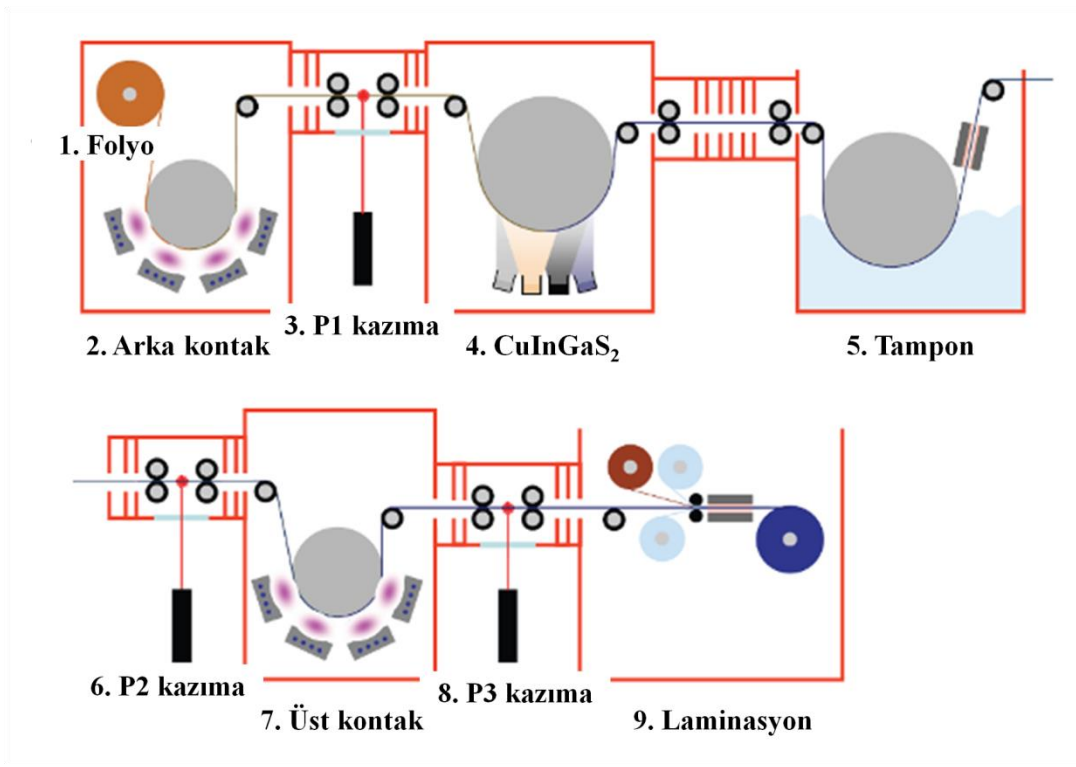 1. Folyo
2. Arka kontak
3. P1 kazıma
4. CuInGaS₂
5. Tampon
6. P2 kazıma
7. Üst kontak
8. P3 kazıma
9. Laminasyon